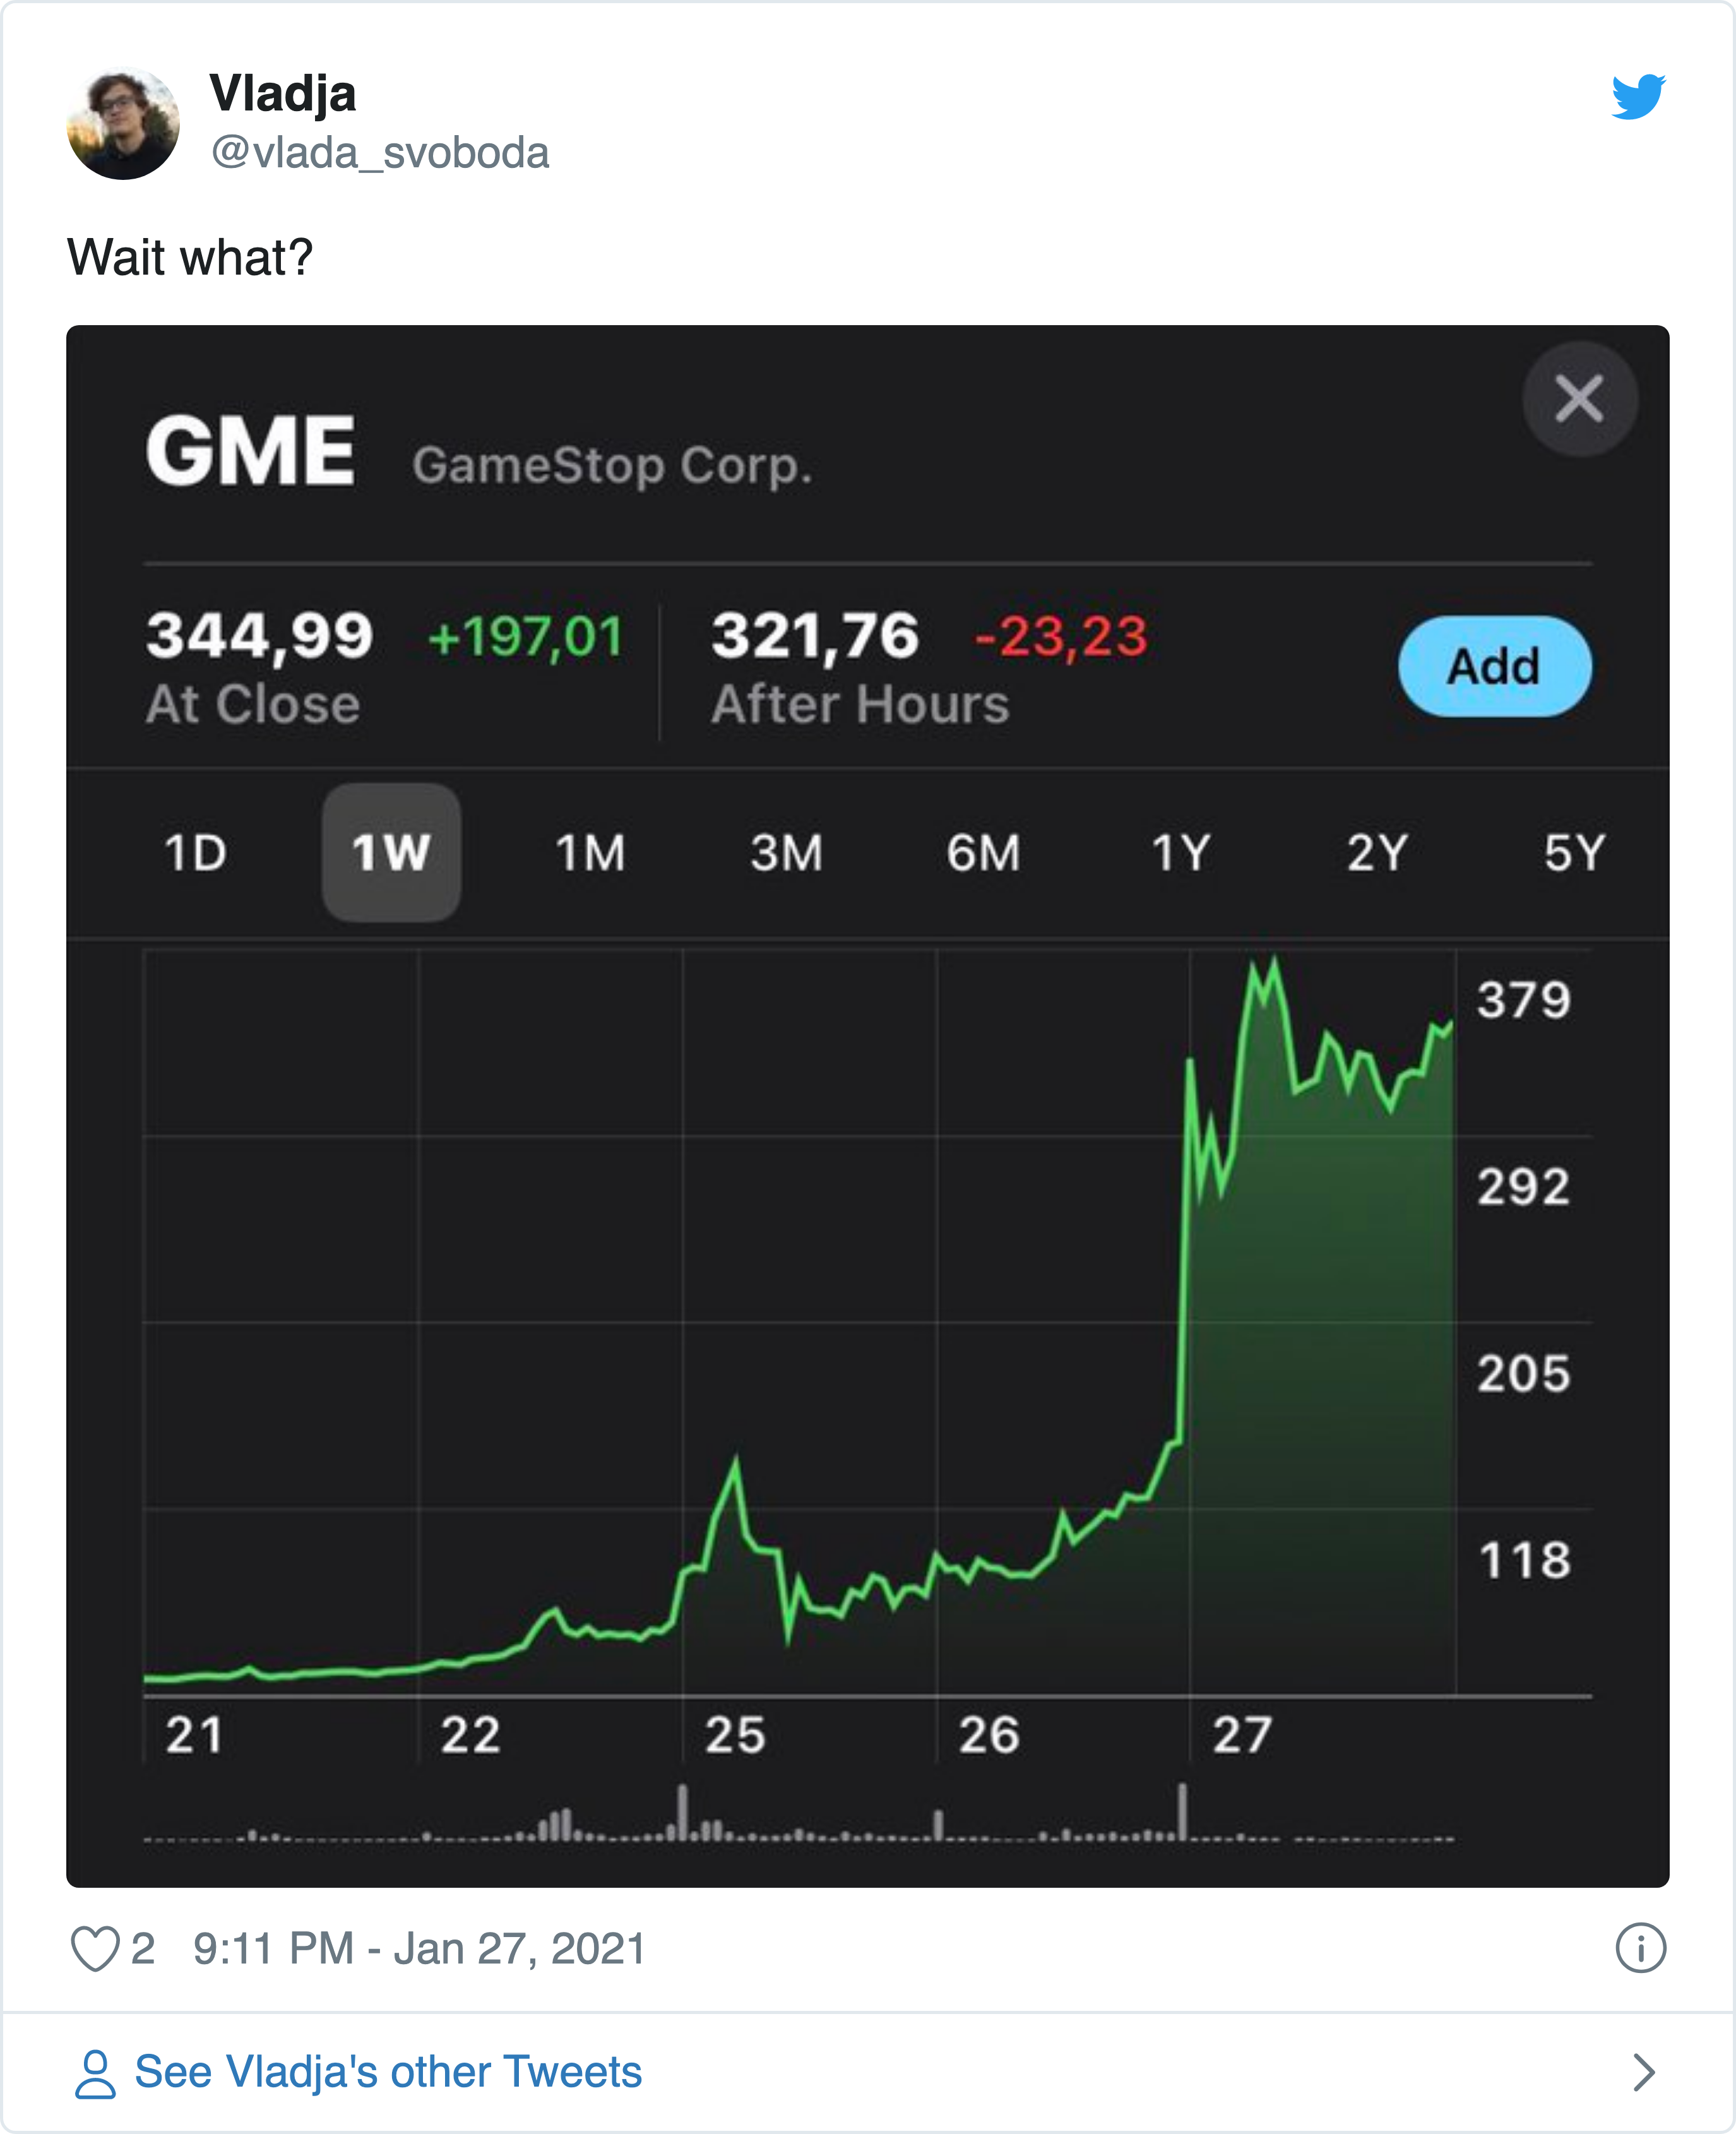 Vladja
@vlada_svoboda
Wait what?
GME GameStop Corp.
344,99 +197,01 321,76 -23,23
At Close After Hours Add
1D 1W 1M 3M 6M 1Y 2Y 5Y
379
292
205
118
21 22 25 26 27
2 9:11 PM - Jan 27, 2021
See Vladja's other Tweets